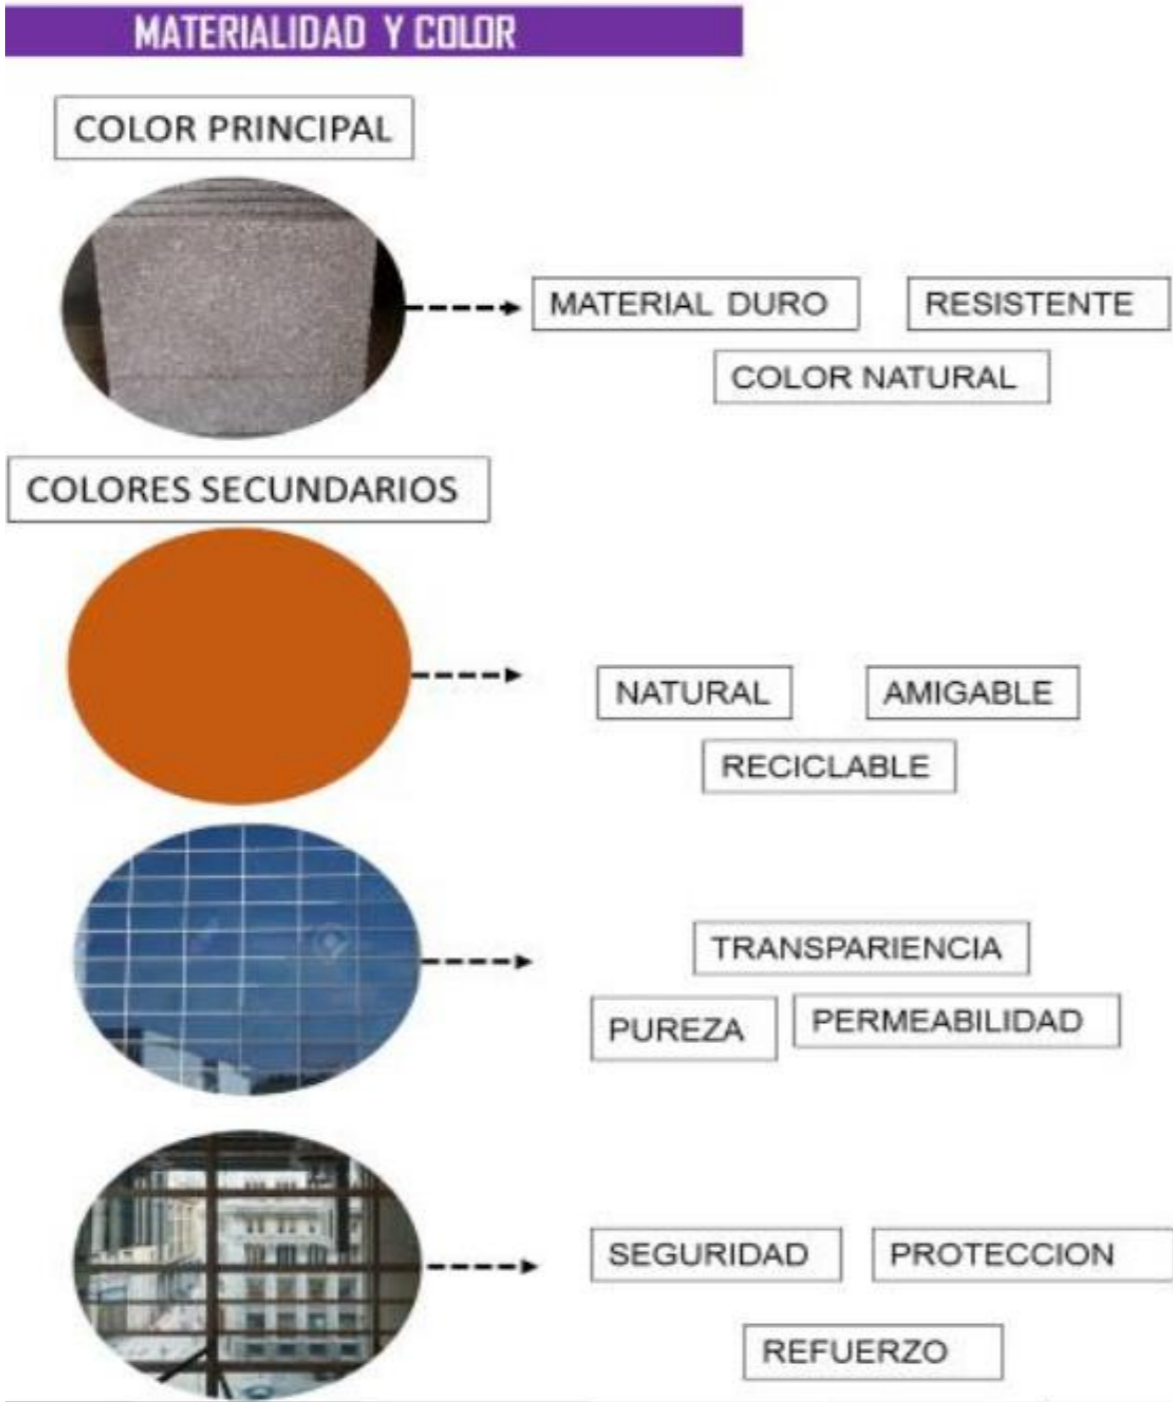 MATERIALIDAD Y COLOR
COLOR PRINCIPAL
MATERIAL DURO
RESISTENTE
COLOR NATURAL
COLORES SECUNDARIOS
NATURAL
AMIGABLE
RECICLABLE
TRANSPARIENCIA
PUREZA
PERMEABILIDAD
SEGURIDAD
PROTECCION
REFUERZO